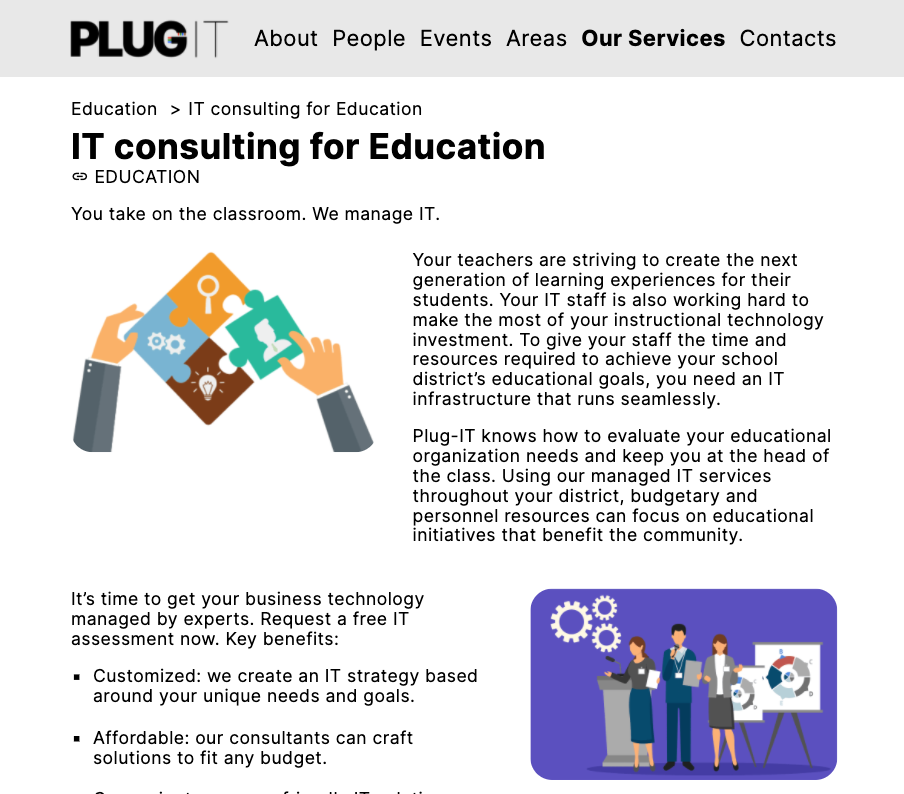 PLUGIT About People Events Areas Our Services Contacts
Education > IT consulting for Education
IT consulting for Education
EDUCATION
You take on the classroom. We manage IT.
Your teachers are striving to create the next
generation of learning experiences for their
students. Your IT staff is also working hard to
make the most of your instructional technology
investment. To give your staff the time and
resources required to achieve your school
district’s educational goals, you need an IT
infrastructure that runs seamlessly.
Plug-IT knows how to evaluate your educational
organization needs and keep you at the head of
the class. Using our managed IT services
throughout your district, budgetary and
personnel resources can focus on educational
initiatives that benefit the community.
It’s time to get your business technology
managed by experts. Request a free IT
assessment now. Key benefits:
▪ Customized: we create an IT strategy based
around your unique needs and goals.
▪ Affordable: our consultants can craft
solutions to fit any budget.